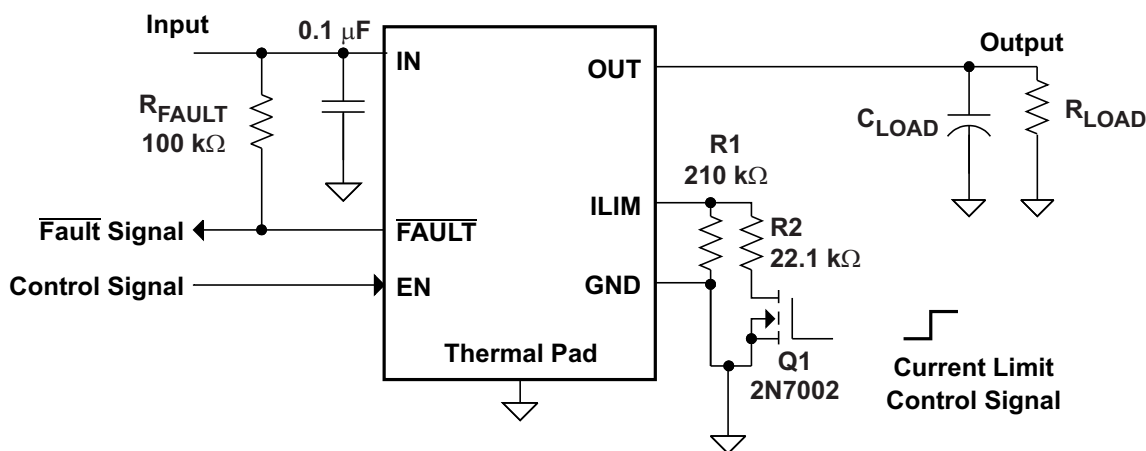 Input
0.1 μF
IN
OUT
Output
R_FAULT
100 kΩ
C_LOAD
R_LOAD
R1
210 kΩ
ILIM
R2
22.1 kΩ
Fault Signal
FAULT
Control Signal
EN
GND
Thermal Pad
Q1
2N7002
Current Limit
Control Signal